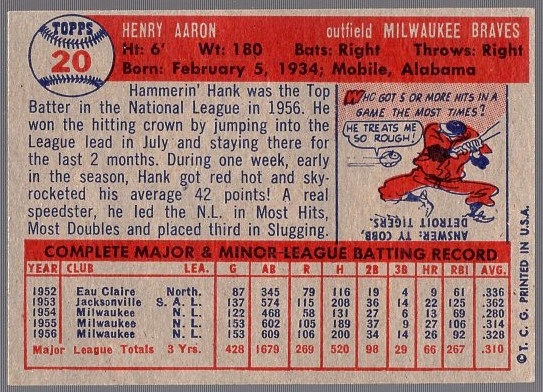 TOPPS
20
HENRY AARON outfield MILWAUKEE BRAVES
Ht: 6' Wt: 180 Bats: Right Throws: Right
Born: February 5, 1934; Mobile, Alabama
Hammerin' Hank was the Top
Batter in the National League in 1956. He
won the hitting crown by jumping into the
League lead in July and staying there for
the last 2 months. During one week, early
in the season, Hank got red hot and sky-
rocketed his average 42 points! A real
speedster, he led the N.L. in Most Hits,
Most Doubles and placed third in Slugging.
WHO GOT 5 OR MORE HITS IN A
GAME THE MOST TIMES?
HE TREATS ME
SO ROUGH!
ANSWER: TY COBB,
DETROIT TIGERS.
COMPLETE MAJOR & MINOR-LEAGUE BATTING RECORD
YEAR CLUB LEA. G AB R H 2B 3B HR RBI AVG.
1952 Eau Claire North. 87 345 79 116 19 4 9 61 .336
1953 Jacksonville S. A. L. 137 574 115 208 36 14 22 125 .362
1954 Milwaukee N. L. 122 468 58 131 27 6 13 69 .280
1955 Milwaukee N. L. 153 602 105 189 37 9 27 106 .314
1956 Milwaukee N. L. 153 609 106 200 34 14 26 92 .328
Major League Totals 3 Yrs. 428 1679 269 520 98 29 66 267 .310
© T. C. G. PRINTED IN U.S.A.